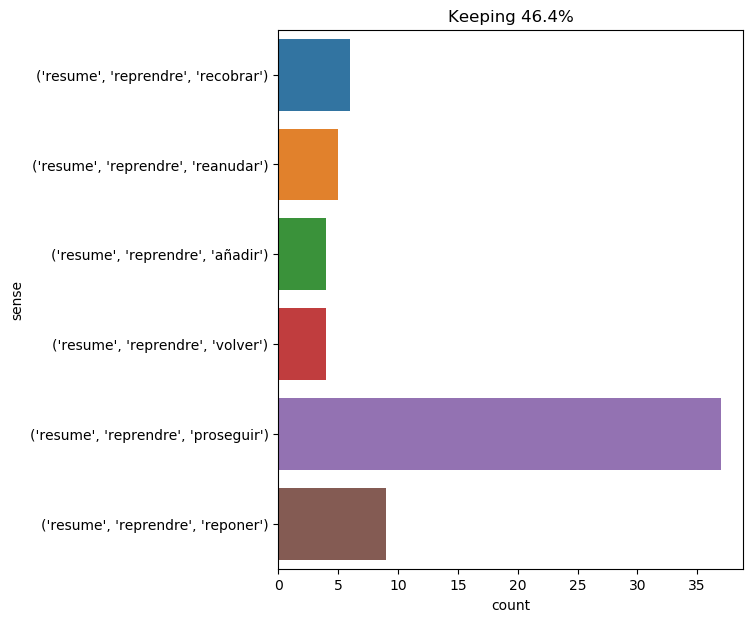 Keeping 46.4%
('resume', 'reprendre', 'recobrar')
('resume', 'reprendre', 'reanudar')
('resume', 'reprendre', 'añadir')
('resume', 'reprendre', 'volver')
('resume', 'reprendre', 'proseguir')
('resume', 'reprendre', 'reponer')
sense
0 5 10 15 20 25 30 35
count